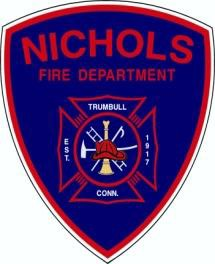 NICHOLS
FIRE DEPARTMENT
TRUMBULL
EST. 1917
CONN.